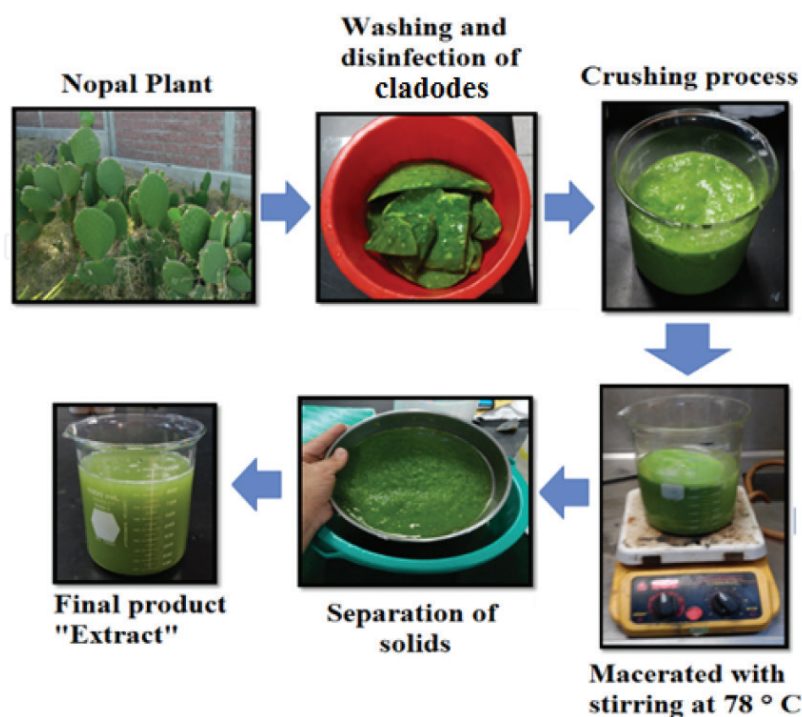 Nopal Plant
Washing and
disinfection of
cladodes
Crushing process
Macerated with
stirring at 78 ° C
Separation of
solids
Final product
"Extract"